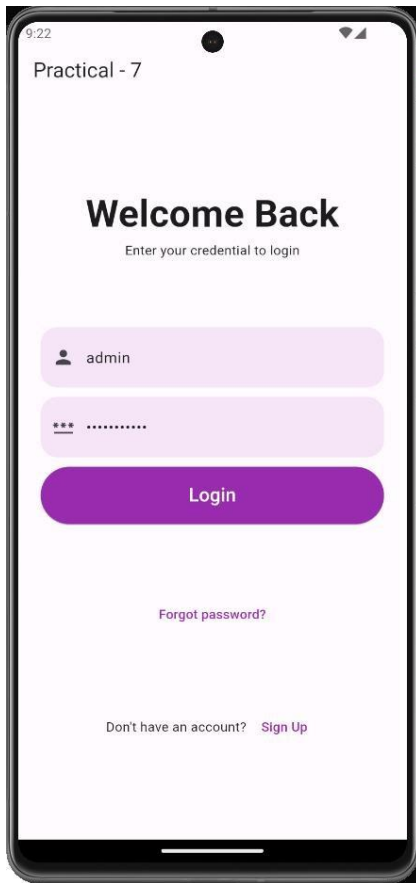 9:22
Practical - 7
Welcome Back
Enter your credential to login
admin
***
•••••••••••
Login
Forgot password?
Don't have an account? Sign Up